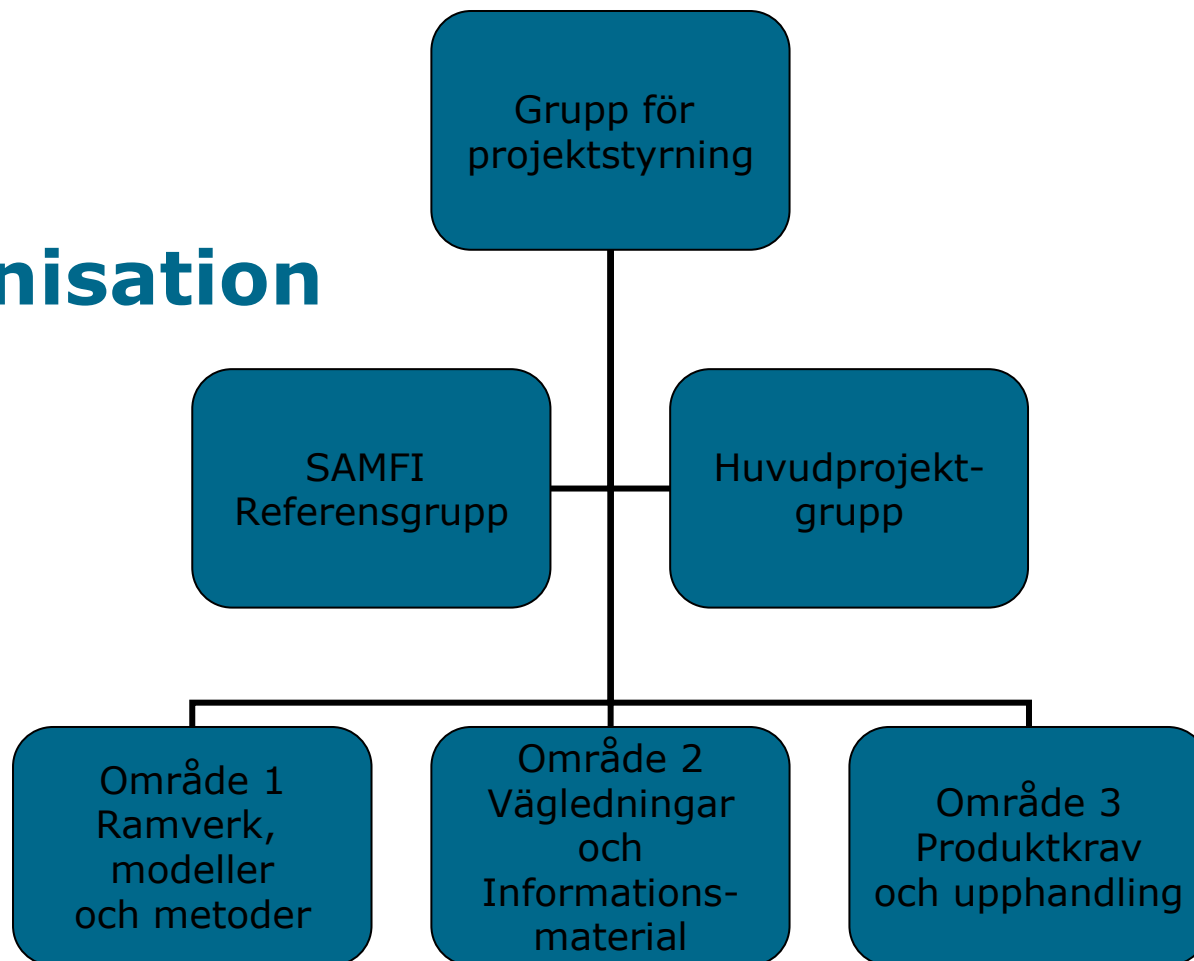 Grupp för
projektstyrning
nisation
SAMFI
Referensgrupp
Huvudprojekt-
grupp
Område 1
Ramverk,
modeller
och metoder
Område 2
Vägledningar
och
Informations-
material
Område 3
Produktkrav
och upphandling